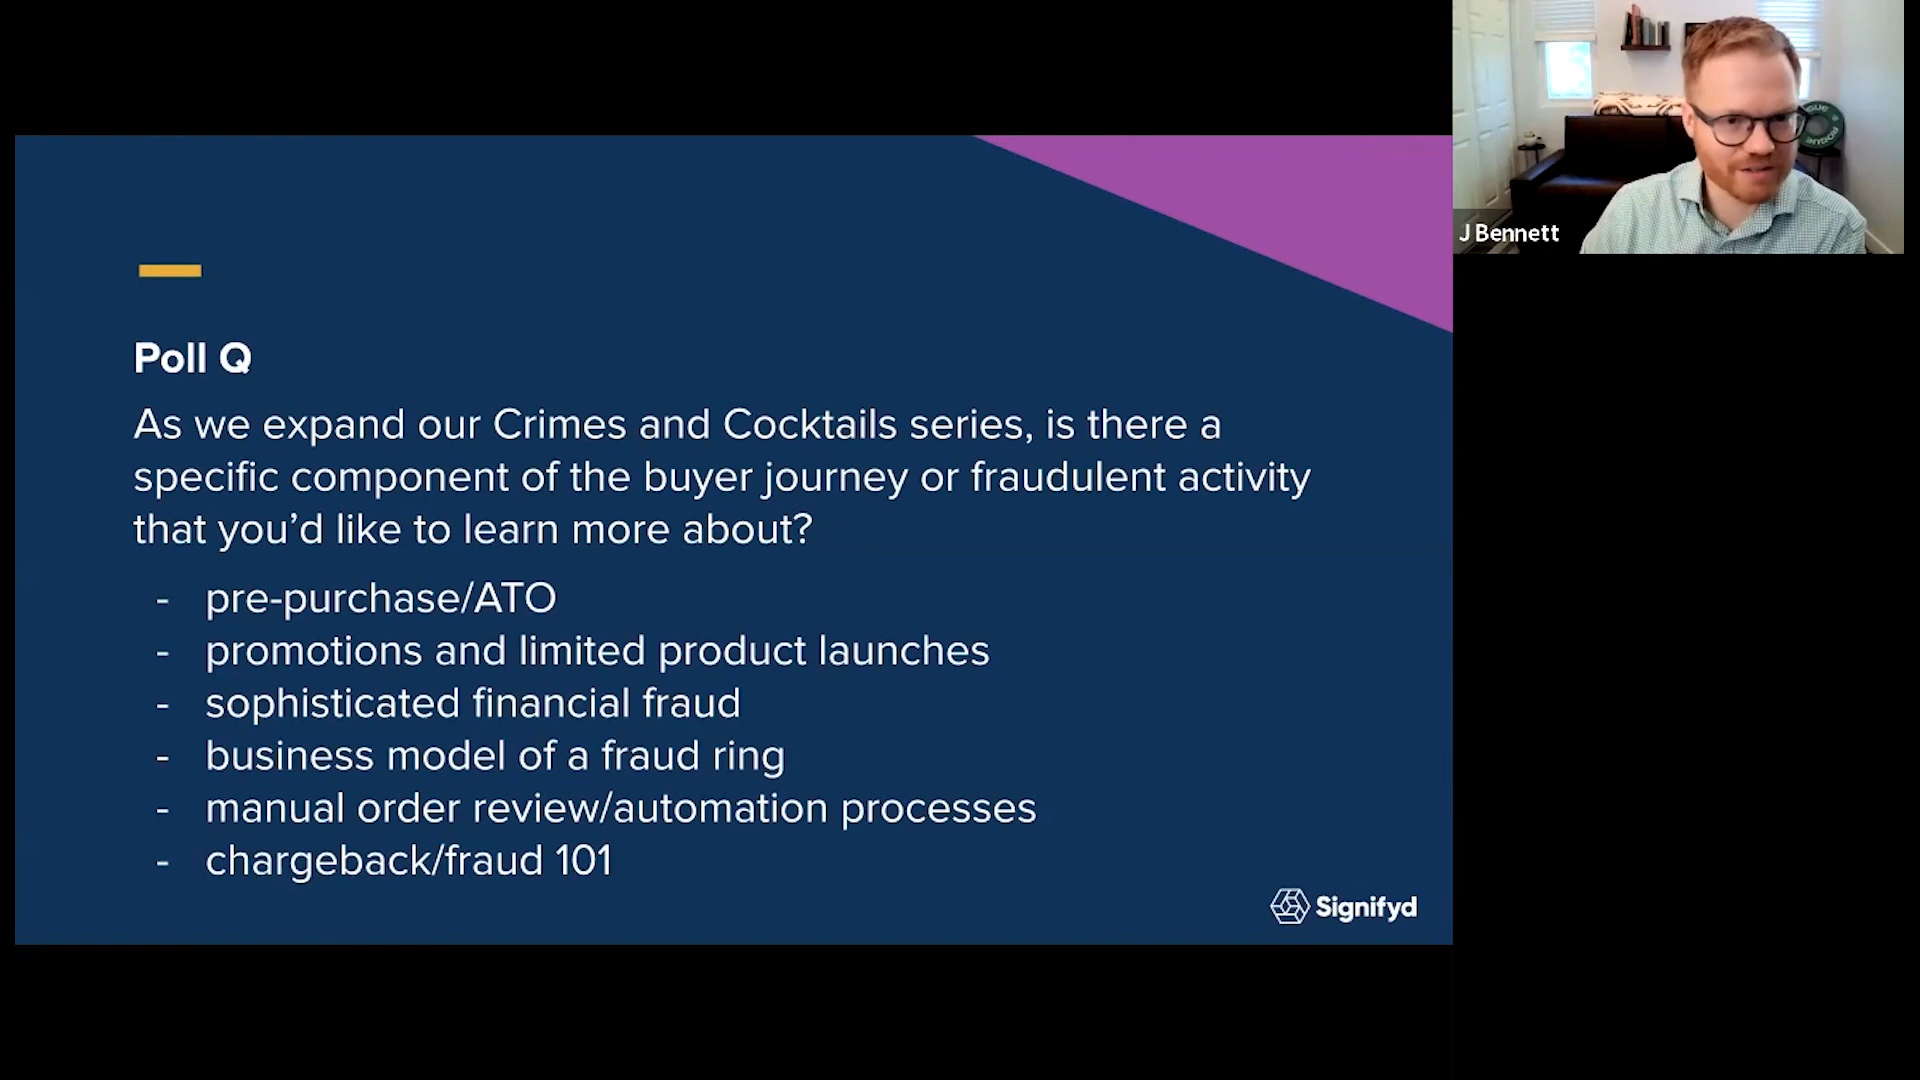 J Bennett
Poll Q
As we expand our Crimes and Cocktails series, is there a
specific component of the buyer journey or fraudulent activity
that you’d like to learn more about?
- pre-purchase/ATO
- promotions and limited product launches
- sophisticated financial fraud
- business model of a fraud ring
- manual order review/automation processes
- chargeback/fraud 101
Signifyd